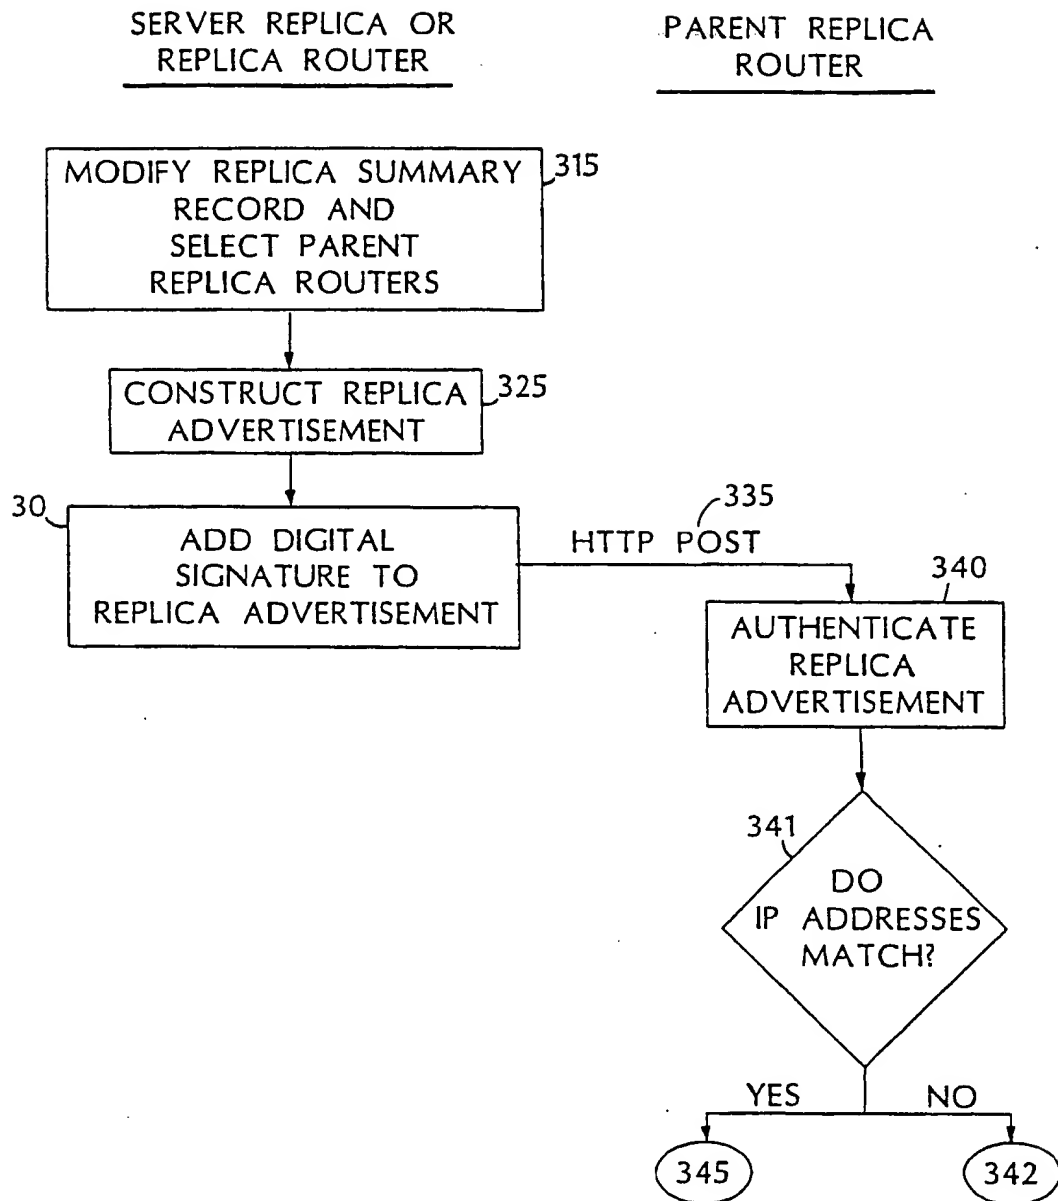 SERVER REPLICA OR
REPLICA ROUTER
PARENT REPLICA
ROUTER
MODIFY REPLICA SUMMARY
RECORD AND
SELECT PARENT
REPLICA ROUTERS
315
CONSTRUCT REPLICA
ADVERTISEMENT
325
30
ADD DIGITAL
SIGNATURE TO
REPLICA ADVERTISEMENT
335
HTTP POST
340
AUTHENTICATE
REPLICA
ADVERTISEMENT
341
DO
IP ADDRESSES
MATCH?
YES
NO
345
342